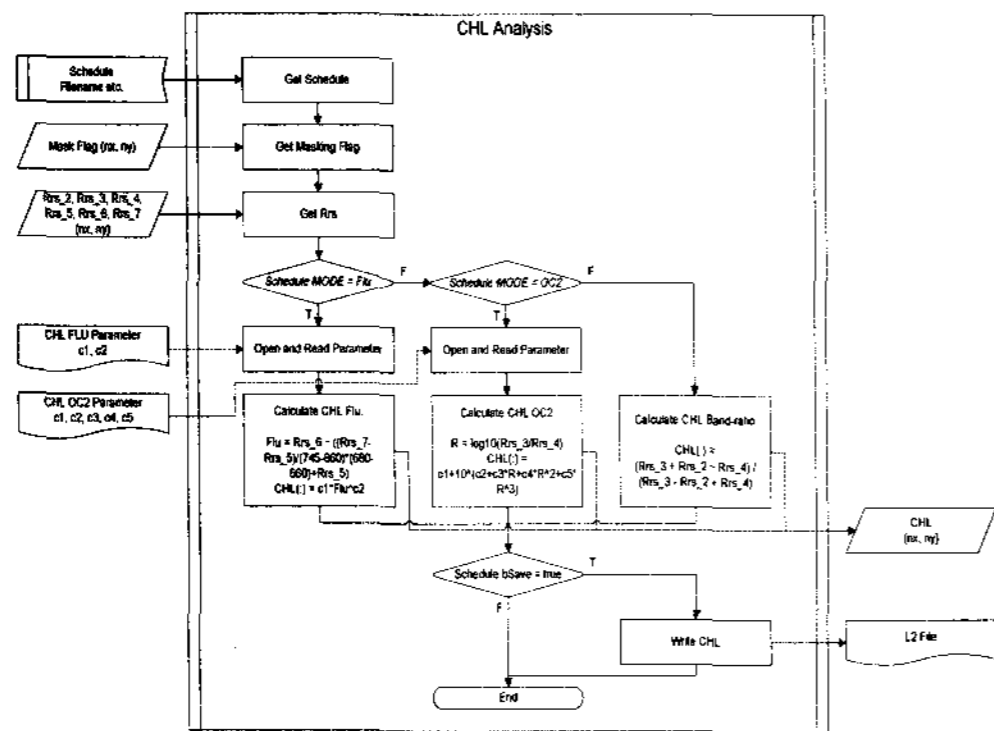 CHL Analysis
Schedule
Filename etc.
Get Schedule
Mask Flag (nx, ny)
Get Masking Flag
Rrs_2, Rrs_3, Rrs_4,
Rrs_5, Rrs_6, Rrs_7
(nx, ny)
Get Rrs
Schedule MODE = Flu
F
Schedule MODE = OC2
F
T
T
CHL FLU Parameter
c1, c2
Open and Read Parameter
Open and Read Parameter
CHL OC2 Parameter
c1, c2, c3, c4, c5
Calculate CHL Flu.
Flu = Rrs_6 - ((Rrs_7-
Rrs_5)/(745-660)*(680-
660)+Rrs_5)
CHL(:) = c1*Flu^c2
Calculate CHL OC2
R = log10(Rrs_3/Rrs_4)
CHL(:) =
c1+10^(c2+c3*R+c4*R^2+c5*
R^3)
Calculate CHL Band-ratio
CHL(:) =
(Rrs_3 + Rrs_2 - Rrs_4) /
(Rrs_3 - Rrs_2 + Rrs_4)
CHL
(nx, ny)
Schedule bSave = true
T
F
Write CHL
L2 File
End